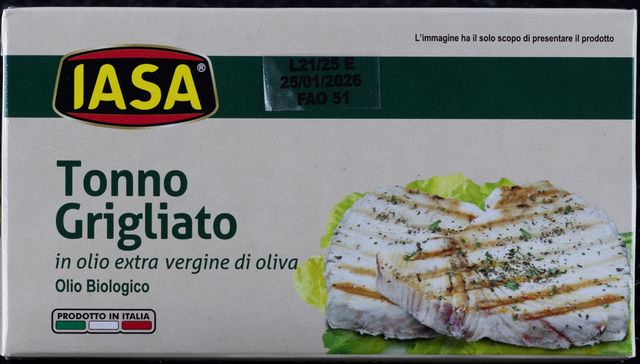 L'immagine ha il solo scopo di presentare il prodotto
IASA®
L21/25 E
25/01/2026
FAO 51
Tonno
Grigliato
in olio extra vergine di oliva
Olio Biologico
PRODOTTO IN ITALIA